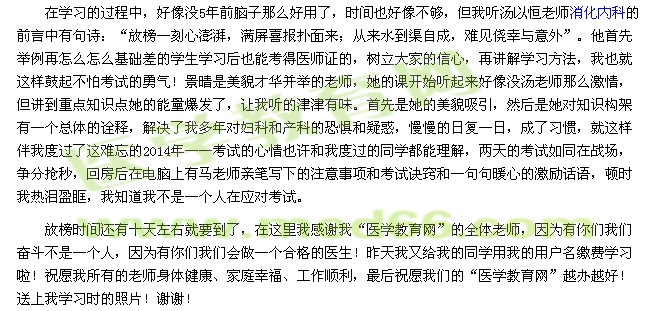 在学习的过程中，好像没5年前脑子那么好用了，时间也好像不够，但我听汤以恒老师消化内科的
前言中有句诗：“放榜一刻心澎湃，满屏喜报扑面来；从来水到渠自成，难见侥幸与意外”。他首先
举例再怎么怎么基础差的学生学习后也能考得医师证的，树立大家的信心，再讲解学习方法，我也就
这样鼓起不怕考试的勇气！景晴是美貌才华并举的老师，她的课开始听起来好像没汤老师那么激情，
但讲到重点知识点她的能量爆发了，让我听的津津有味。首先是她的美貌吸引，然后是她对知识构架
有一个总体的诠释，解决了我多年对妇科和产科的恐惧和疑惑，慢慢的日复一日，成了习惯，就这样
伴我度过了这难忘的2014年——考试的心情也许和我度过的同学都能理解，两天的考试如同在战场，
争分抢秒，回房后在电脑上有马老师亲笔写下的注意事项和考试诀窍和一句句暖心的激励话语，顿时
我热泪盈眶，我知道我不是一个人在应对考试。
放榜时间还有十天左右就要到了，在这里我感谢我“医学教育网”的全体老师，因为有你们我们
奋斗不是一个人，因为有你们我们会做一个合格的医生！昨天我又给我的同学用我的用户名缴费学习
啦！祝愿我所有的老师身体健康、家庭幸福、工作顺利，最后祝愿我们的“医学教育网”越办越好！
送上我学习时的照片！谢谢！
医学教育网
www.med66.com